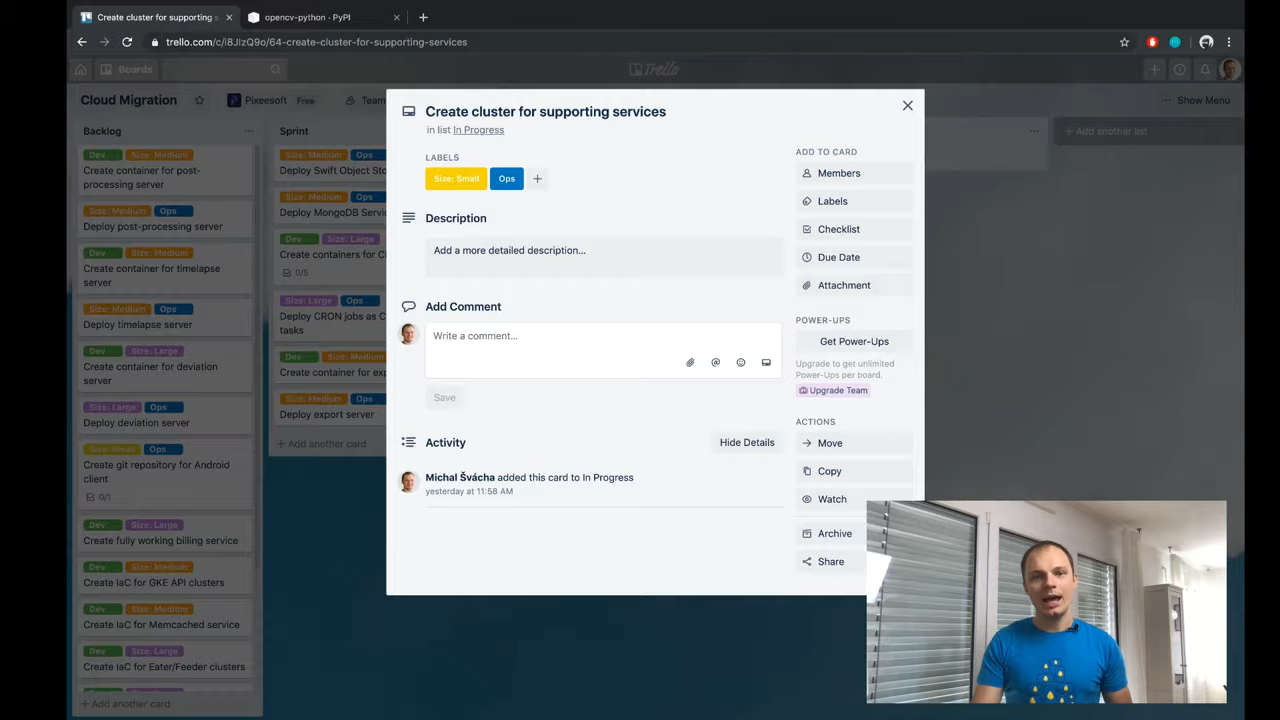 Create cluster for supporting s
opencv-python · PyPI
trello.com/c/i8JlzQ9o/64-create-cluster-for-supporting-services
Boards
Trello
Cloud Migration
Pixeesoft Free
Team
Show Menu
Backlog
Dev Size: Medium
Create container for post-
processing server
Size: Medium Ops
Deploy post-processing server
Dev Size: Medium
Create container for timelapse
server
Size: Medium Ops
Deploy timelapse server
Dev Size: Large
Create container for deviation
server
Size: Large Ops
Deploy deviation server
Size: Small Ops
Create git repository for Android
client
0/1
Dev Size: Large
Create fully working billing service
Dev Size: Medium
Create IaC for GKE API clusters
Dev Size: Medium
Create IaC for Memcached service
Dev Size: Large
Create IaC for Eater/Feeder clusters
+ Add another card
Sprint
Size: Medium Ops
Deploy Swift Object Sto
Size: Medium Ops
Deploy MongoDB Servic
Dev Size: Large
Create containers for C
0/5
Size: Large Ops
Deploy CRON jobs as C
tasks
Dev Size: Medium
Create container for exp
Size: Medium Ops
Deploy export server
+ Add another card
Create cluster for supporting services
in list In Progress
LABELS
Size: Small Ops
Description
Add a more detailed description...
Add Comment
Write a comment...
Save
Activity
Hide Details
Michal Švácha added this card to In Progress
yesterday at 11:58 AM
ADD TO CARD
Members
Labels
Checklist
Due Date
Attachment
POWER-UPS
Get Power-Ups
Upgrade to get unlimited
Power-Ups per board.
Upgrade Team
ACTIONS
Move
Copy
Watch
Archive
Share
+ Add another list